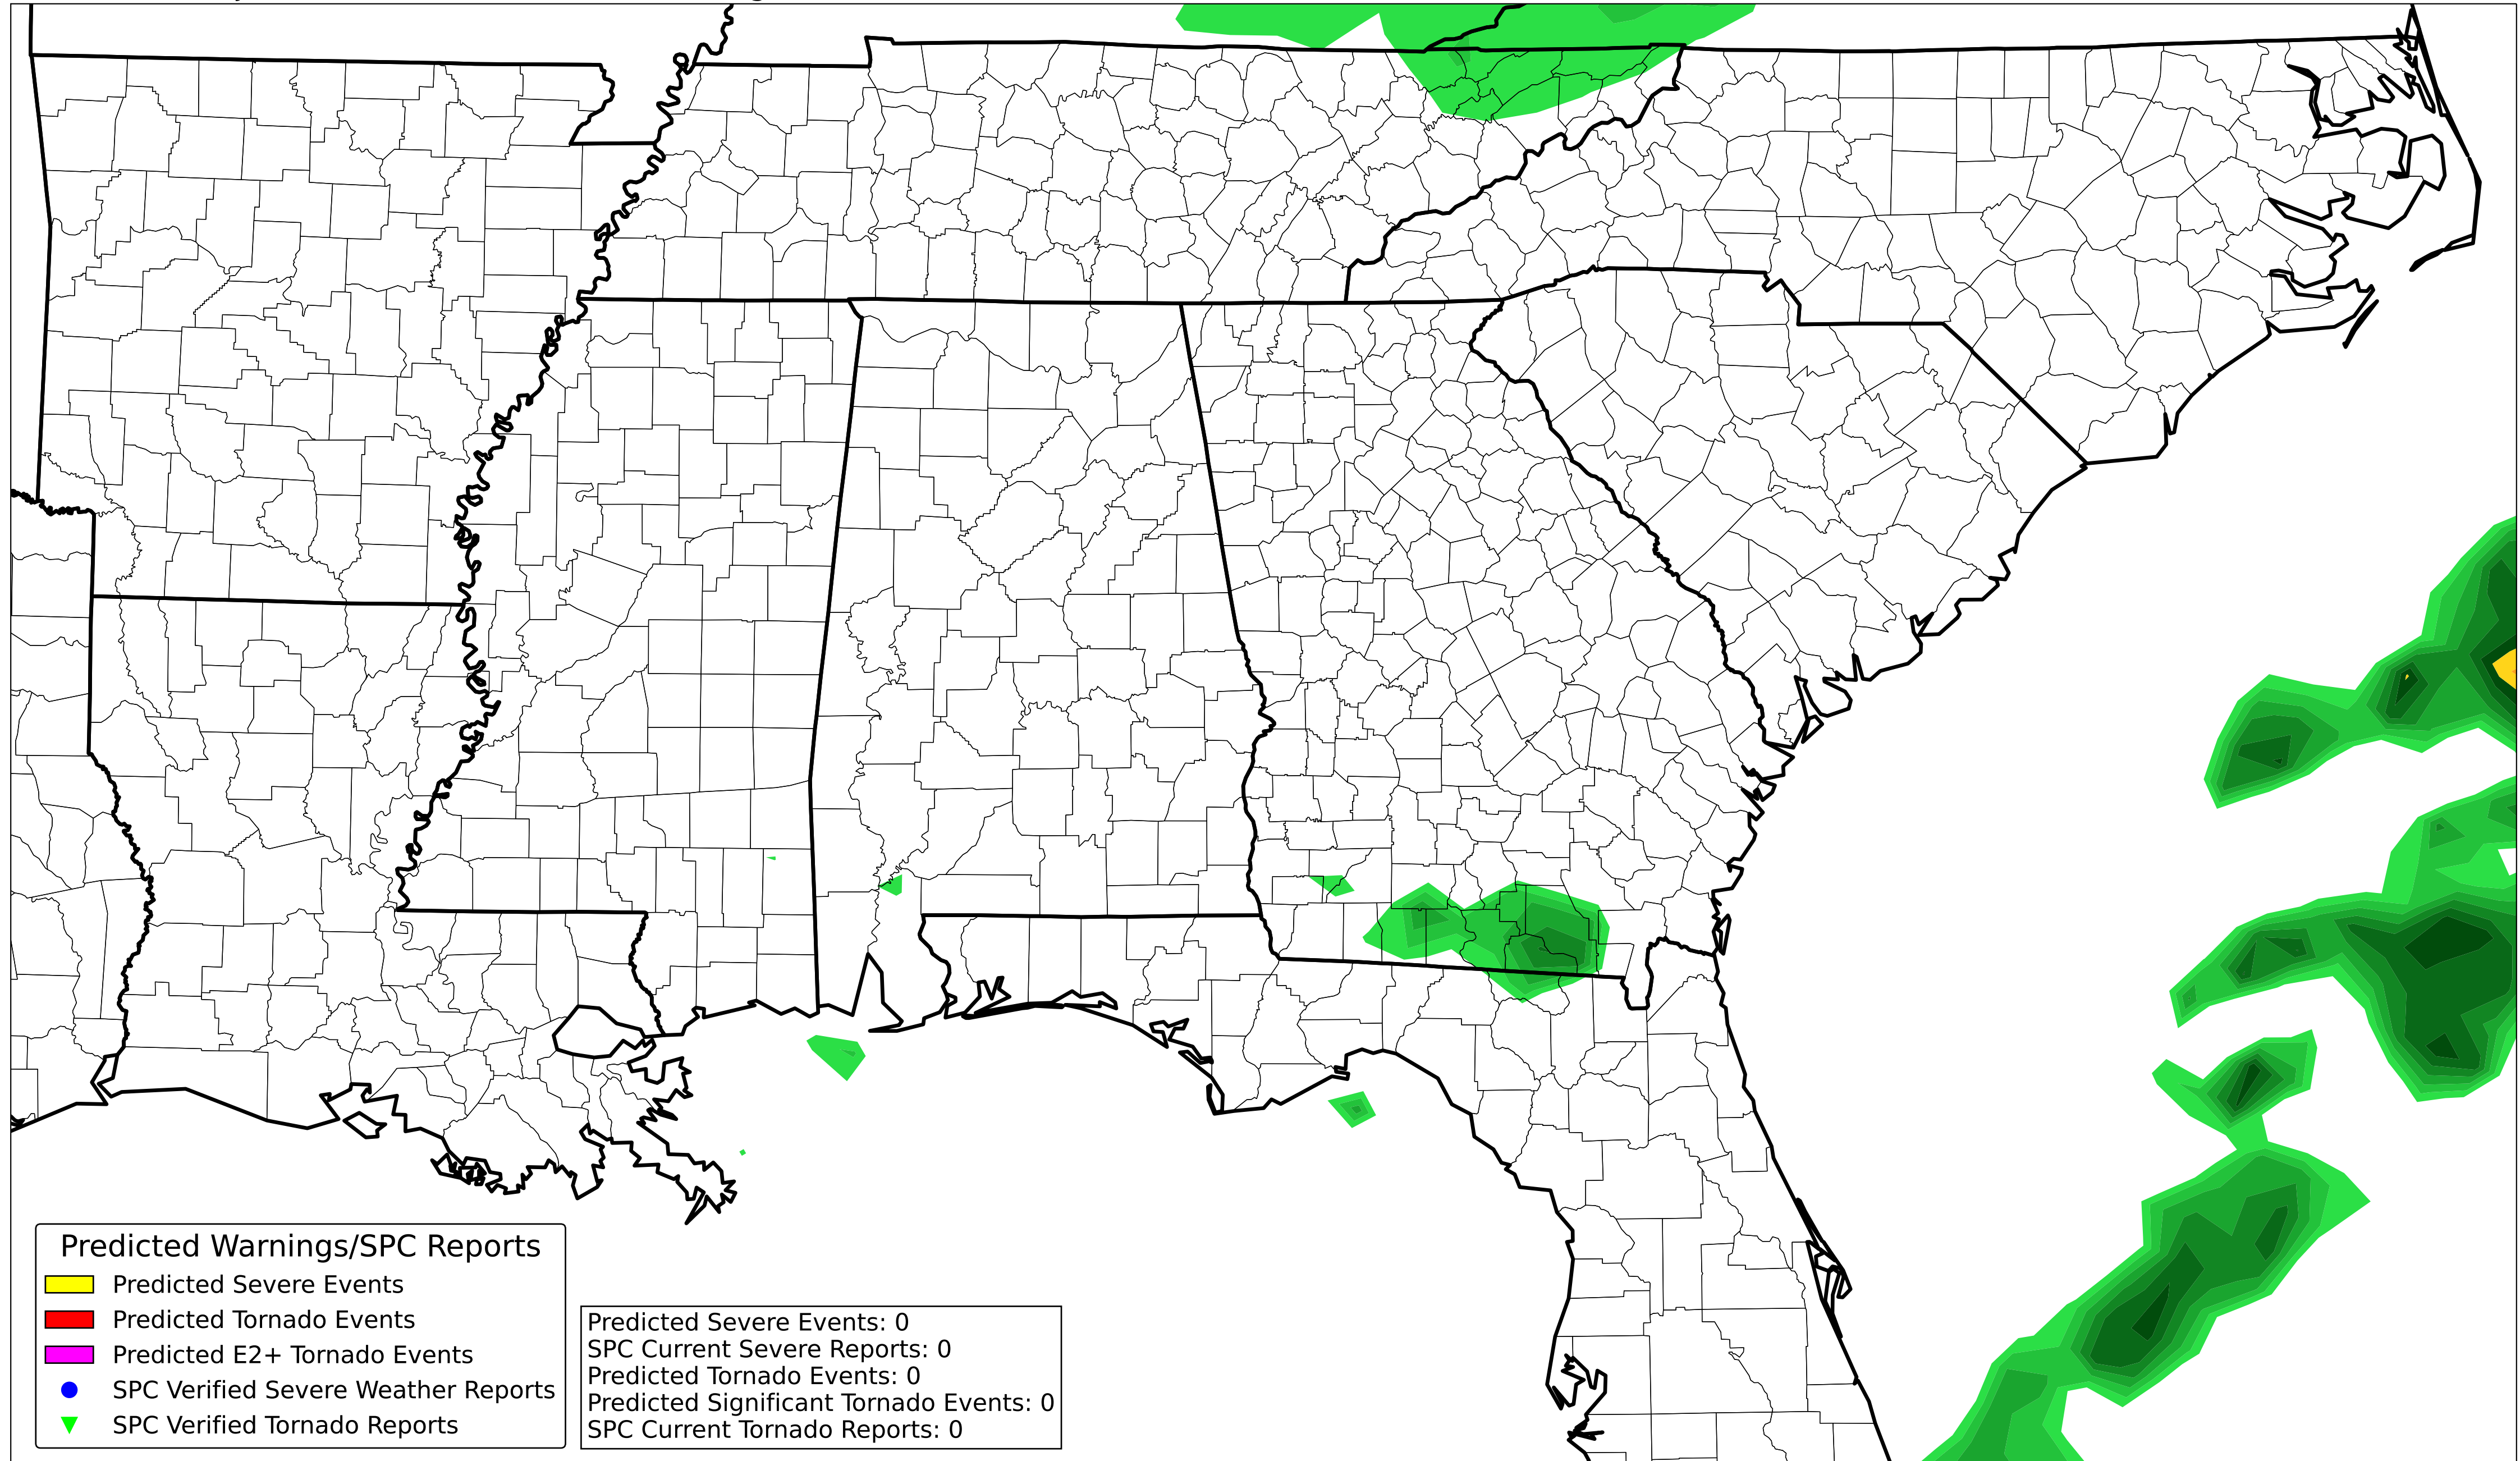 Predicted Warnings/SPC Reports
Predicted Severe Events
Predicted Tornado Events
Predicted E2+ Tornado Events
SPC Verified Severe Weather Reports
SPC Verified Tornado Reports
Predicted Severe Events: 0
SPC Current Severe Reports: 0
Predicted Tornado Events: 0
Predicted Significant Tornado Events: 0
SPC Current Tornado Reports: 0